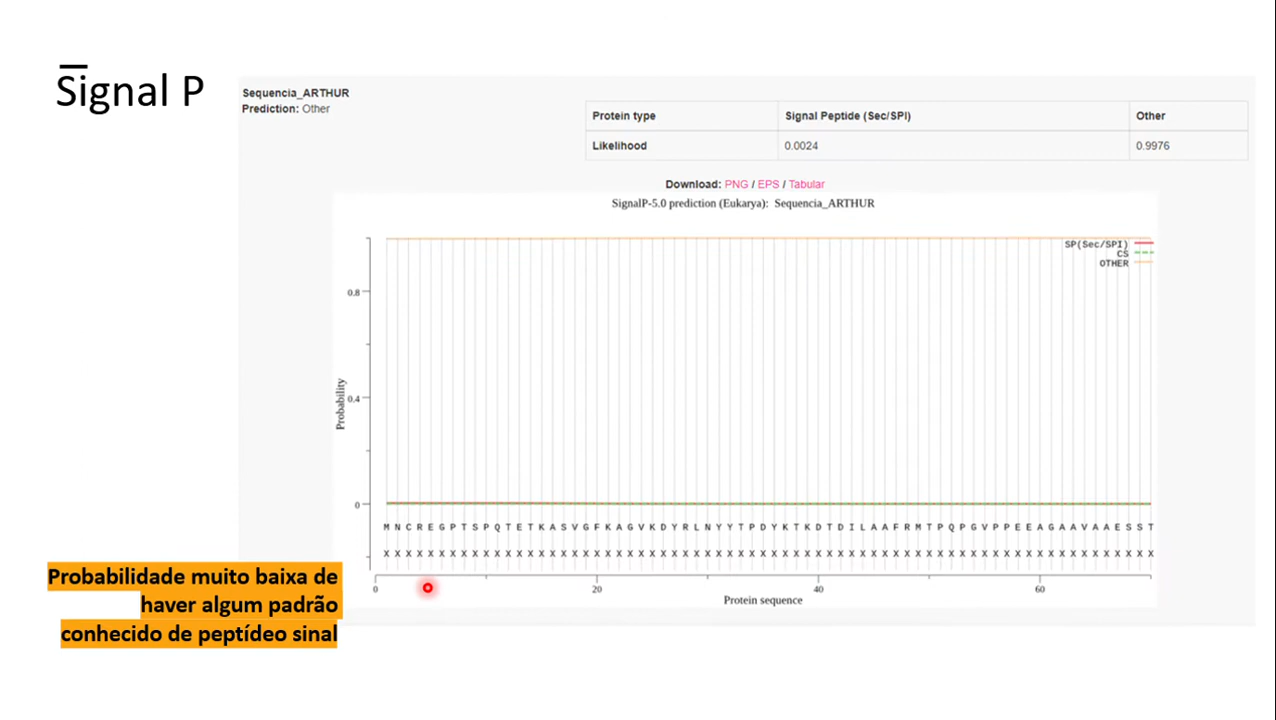 Signal P
Sequencia_ARTHUR
Prediction: Other
Protein type Signal Peptide (Sec/SPI) Other
Likelihood 0.0024 0.9976
Download: PNG / EPS / Tabular
SignalP-5.0 prediction (Eukarya): Sequencia_ARTHUR
SP(Sec/SPI)
CS
OTHER
0.8
0.4
0
Probability
M N C R E G P T S P Q T E T K A S V G F K A G V K D Y R L N Y Y T P D Y K T K D T D I L A A F R M T P Q P G V P P E E A G A A V A A E S S T
X X X X X X X X X X X X X X X X X X X X X X X X X X X X X X X X X X X X X X X X X X X X X X X X X X X X X X X X X X X X X X X X X X X X X X
0 20 40 60
Protein sequence
Probabilidade muito baixa de
haver algum padrão
conhecido de peptídeo sinal